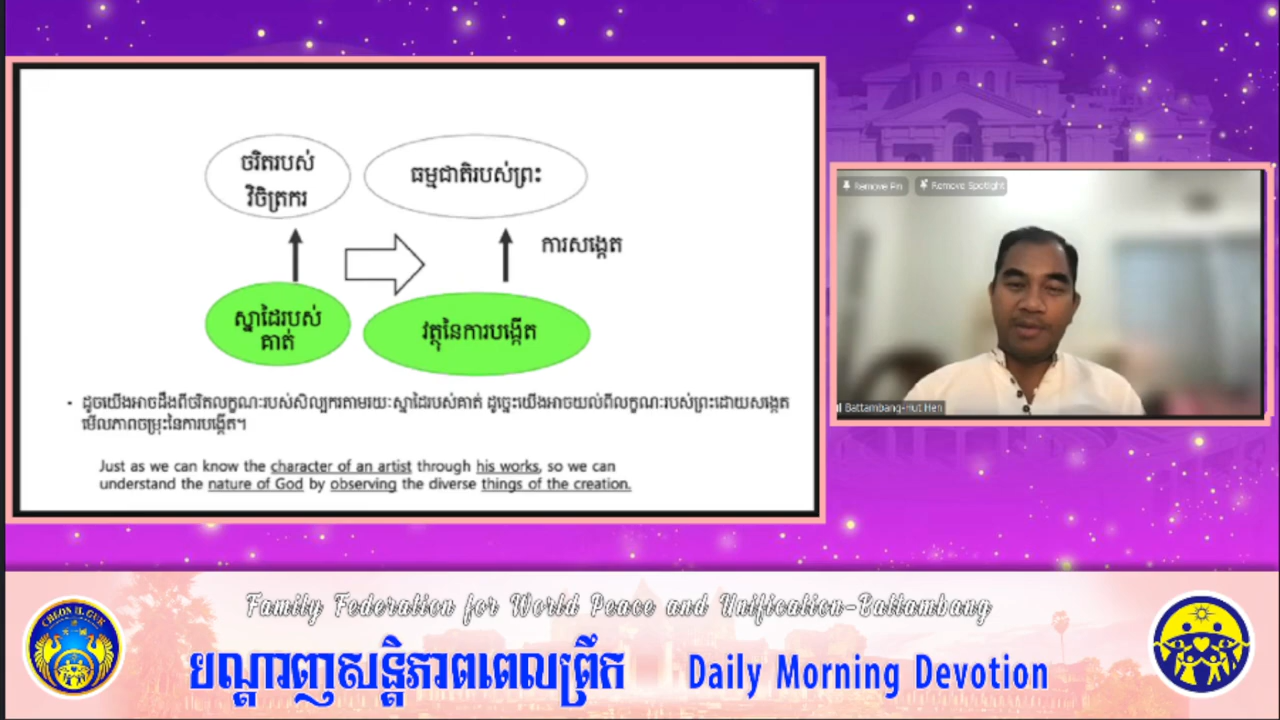 ចរិតរបស់
វិចិត្រករ
ធម្មជាតិរបស់ព្រះ
ការសង្កេត
ស្នាដៃរបស់
គាត់
វត្ថុនៃការបង្កើត
- ដូចយើងអាចដឹងពីចរិតលក្ខណៈរបស់សិល្បករតាមរយៈស្នាដៃរបស់គាត់ ដូច្នេះយើងអាចយល់ពីលក្ខណៈរបស់ព្រះដោយសង្កេត
មើលភាពចម្រុះនៃការបង្កើត។
Just as we can know the character of an artist through his works, so we can
understand the nature of God by observing the diverse things of the creation.
Remove Pin
Remove Spotlight
Battambang-nut Hen
Family Federation for World Peace and Unification-Battambang
CHEON IL GUK
បណ្តាញសន្តិភាពពេលព្រឹក Daily Morning Devotion